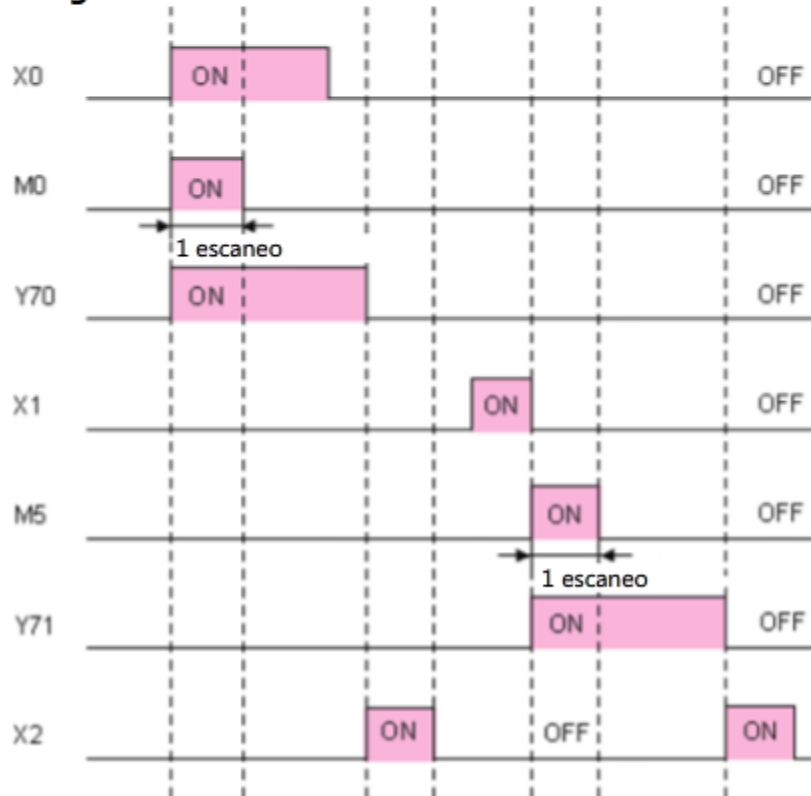 X0 ON OFF
M0 ON OFF
1 escaneo
Y70 ON OFF
X1 ON OFF
M5 ON OFF
1 escaneo
Y71 ON OFF
X2 ON OFF ON